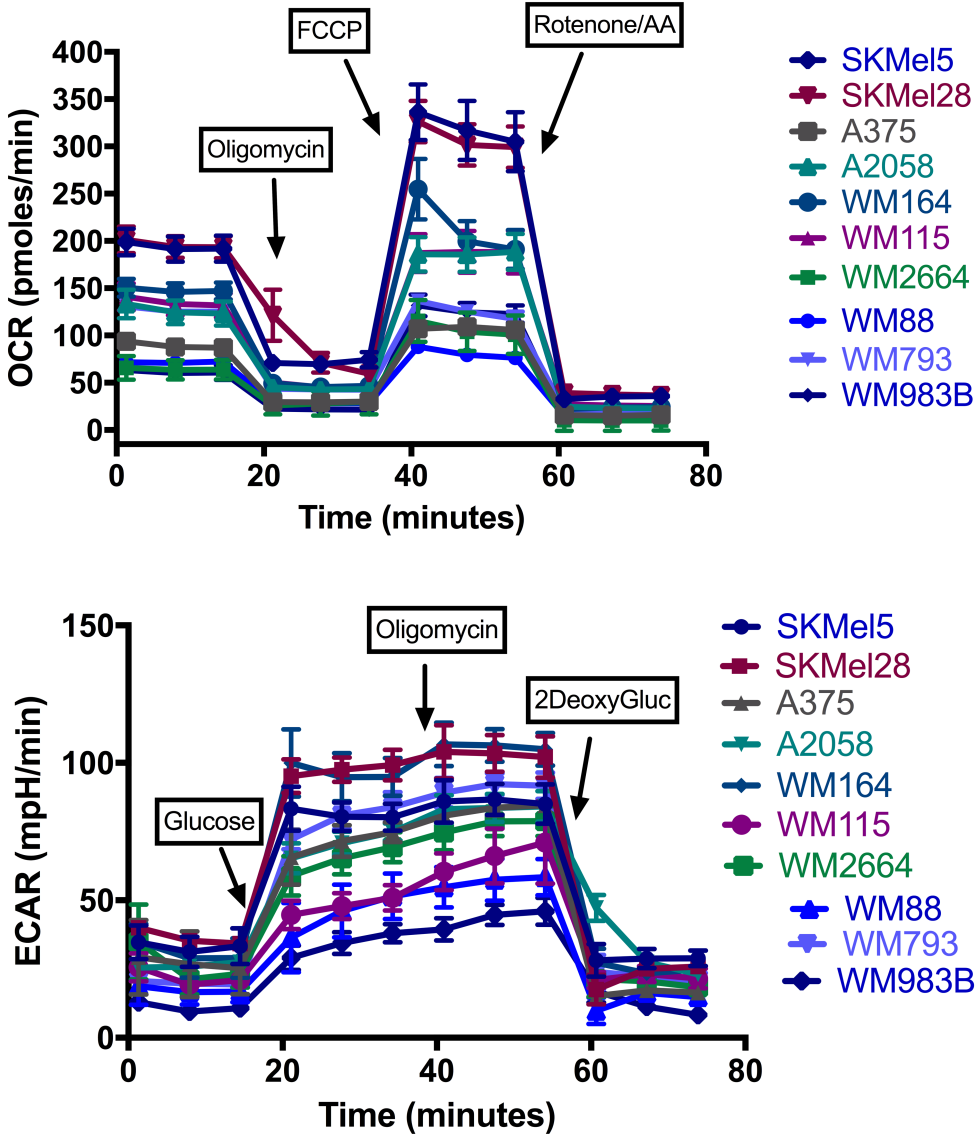 FCCP
Rotenone/AA
Oligomycin
OCR (pmoles/min)
400
350
300
250
200
150
100
50
0
0 20 40 60 80
Time (minutes)
SKMel5
SKMel28
A375
A2058
WM164
WM115
WM2664
WM88
WM793
WM983B
Oligomycin
2DeoxyGluc
Glucose
ECAR (mpH/min)
150
100
50
0
0 20 40 60 80
Time (minutes)
SKMel5
SKMel28
A375
A2058
WM164
WM115
WM2664
WM88
WM793
WM983B